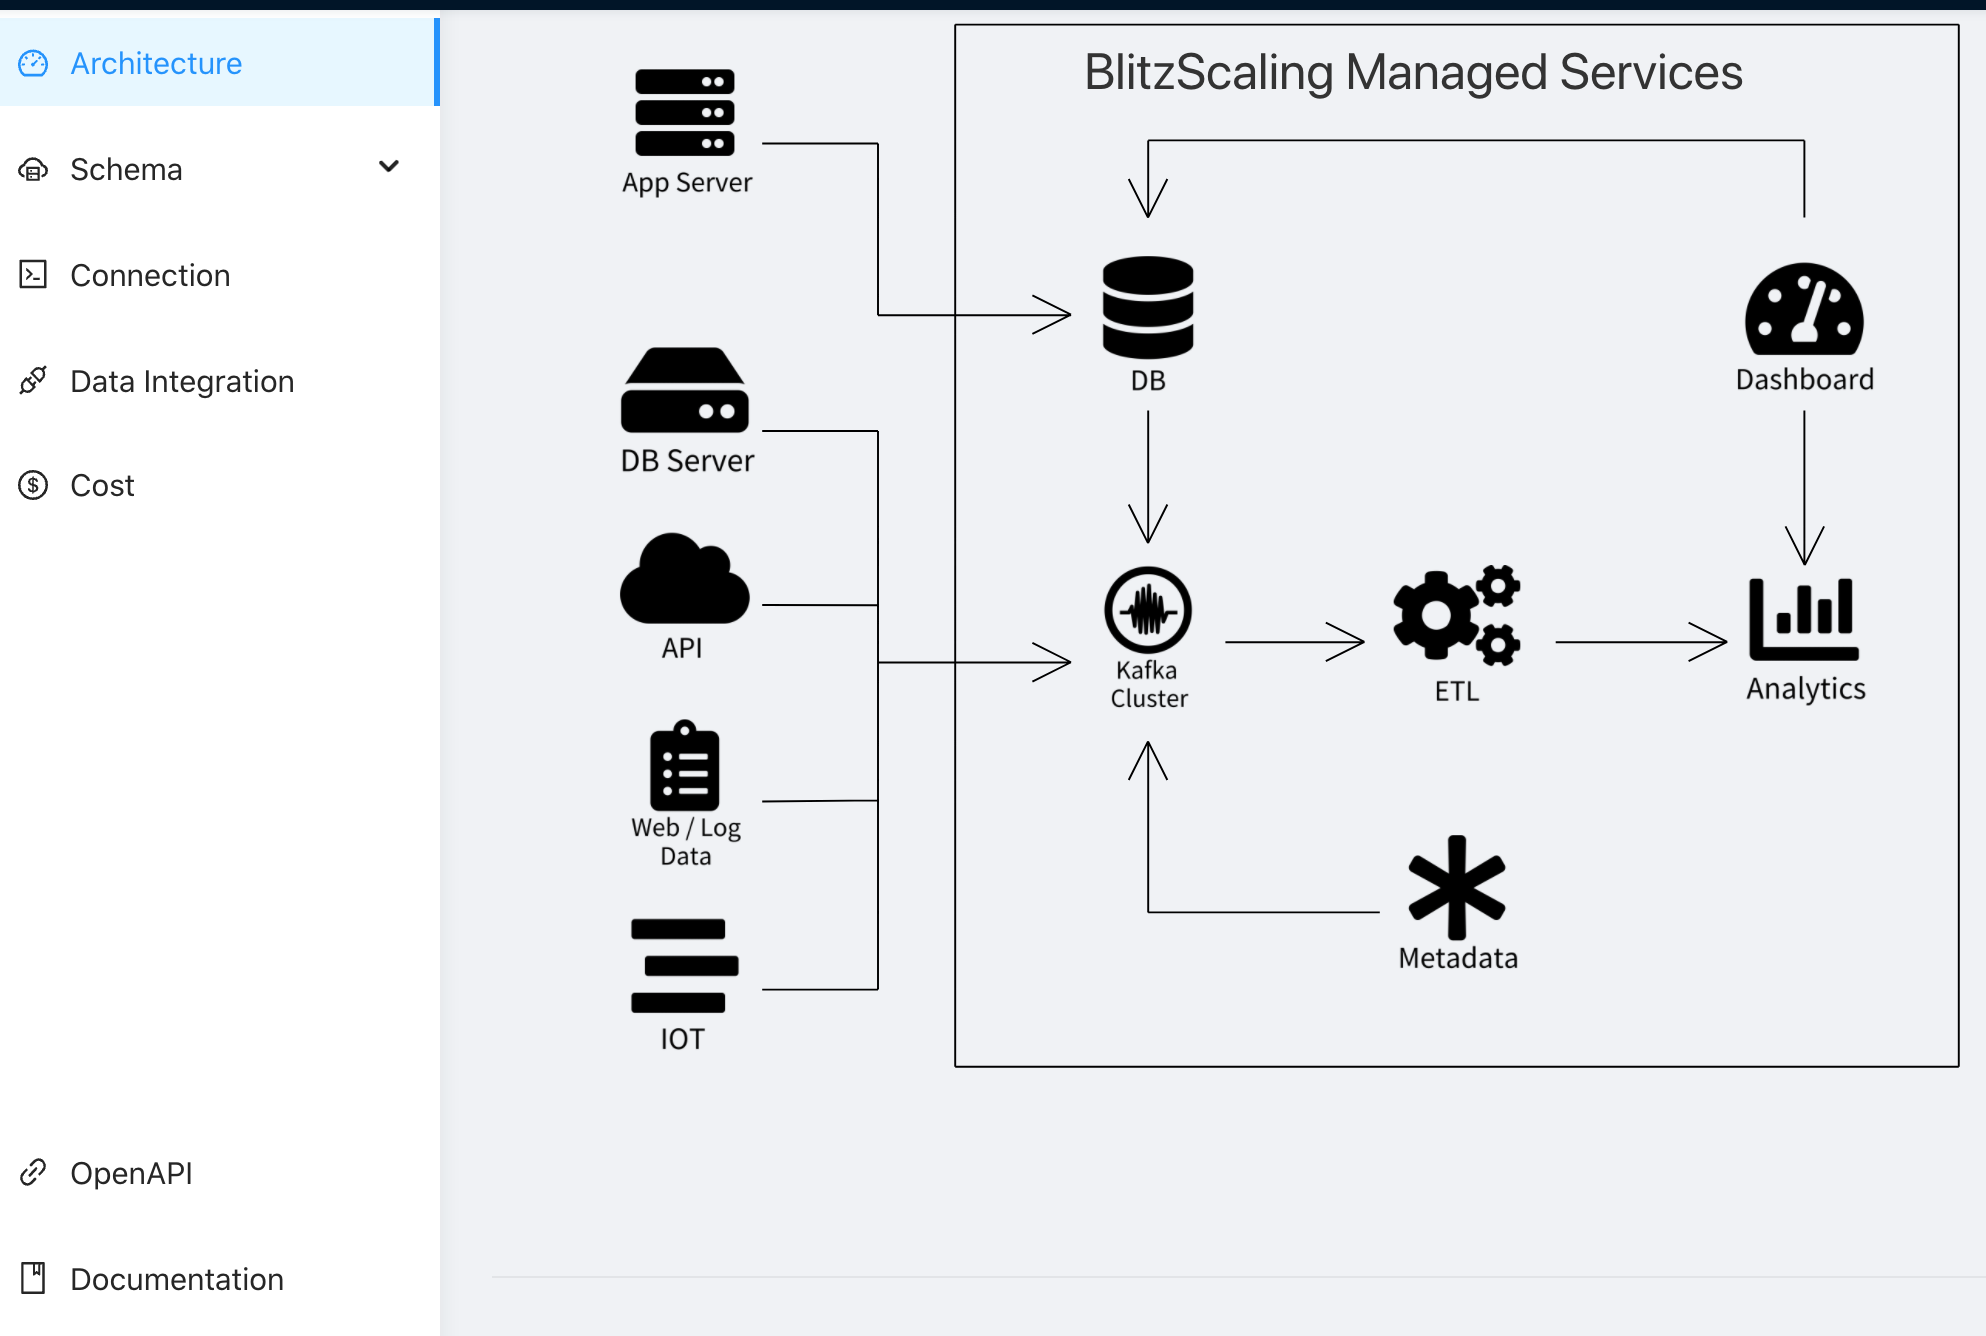 Architecture
Schema
Connection
Data Integration
Cost
OpenAPI
Documentation
BlitzScaling Managed Services
App Server
DB Server
API
Web / Log
Data
IOT
DB
Dashboard
Kafka
Cluster
ETL
Analytics
Metadata